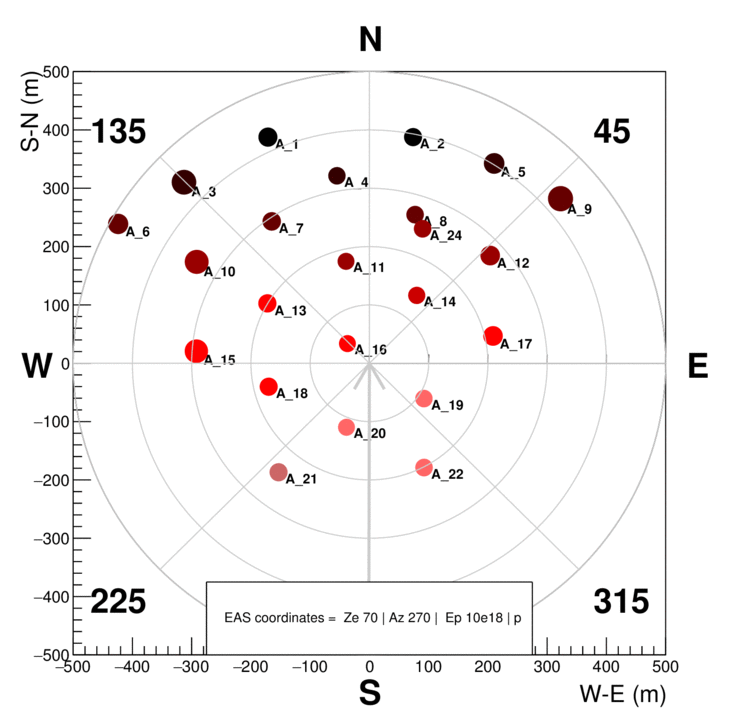 N
S-N (m)
500
400
300
200
100
0
−100
−200
−300
−400
−500
135
45
A_1
A_2
A_3
A_4
A_5
A_6
A_7
A_8
A_24
A_9
A_10
A_11
A_12
A_13
A_14
W
A_15
A_16
A_17
E
A_18
A_19
A_20
A_21
A_22
225
315
EAS coordinates = Ze 70 | Az 270 | Ep 10e18 | p
−500 −400 −300 −200 −100 0 100 200 300 400 500
S
W-E (m)